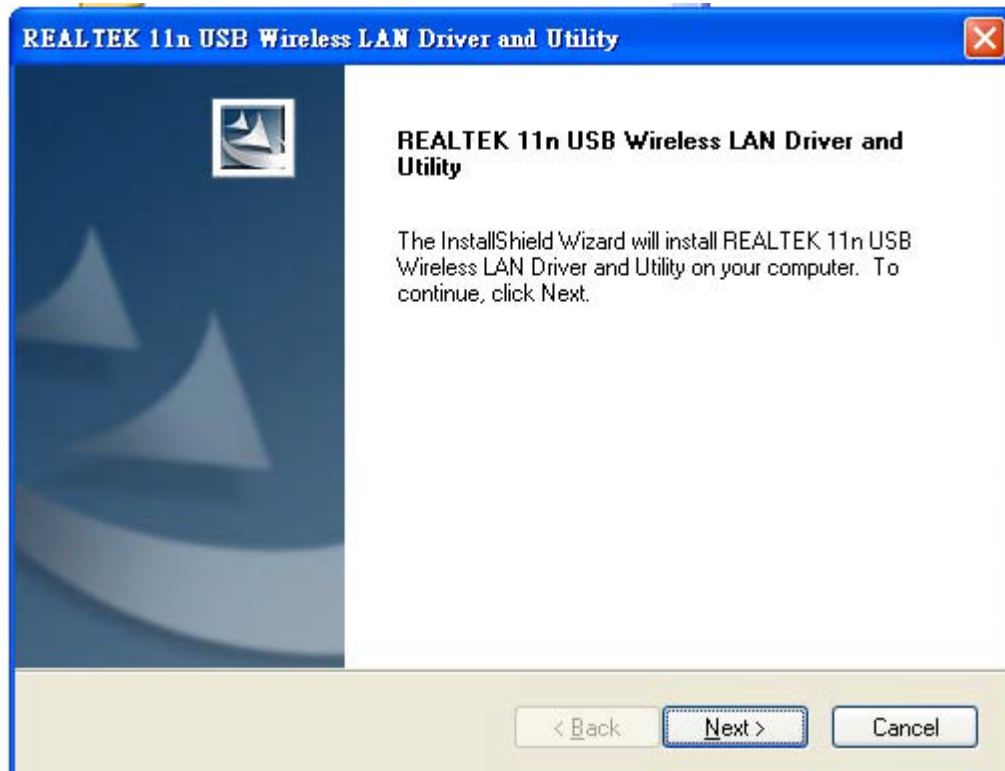 REALTEK 11n USB Wireless LAN Driver and Utility
REALTEK 11n USB Wireless LAN Driver and
Utility
The InstallShield Wizard will install REALTEK 11n USB
Wireless LAN Driver and Utility on your computer. To
continue, click Next.
< Back
Next >
Cancel